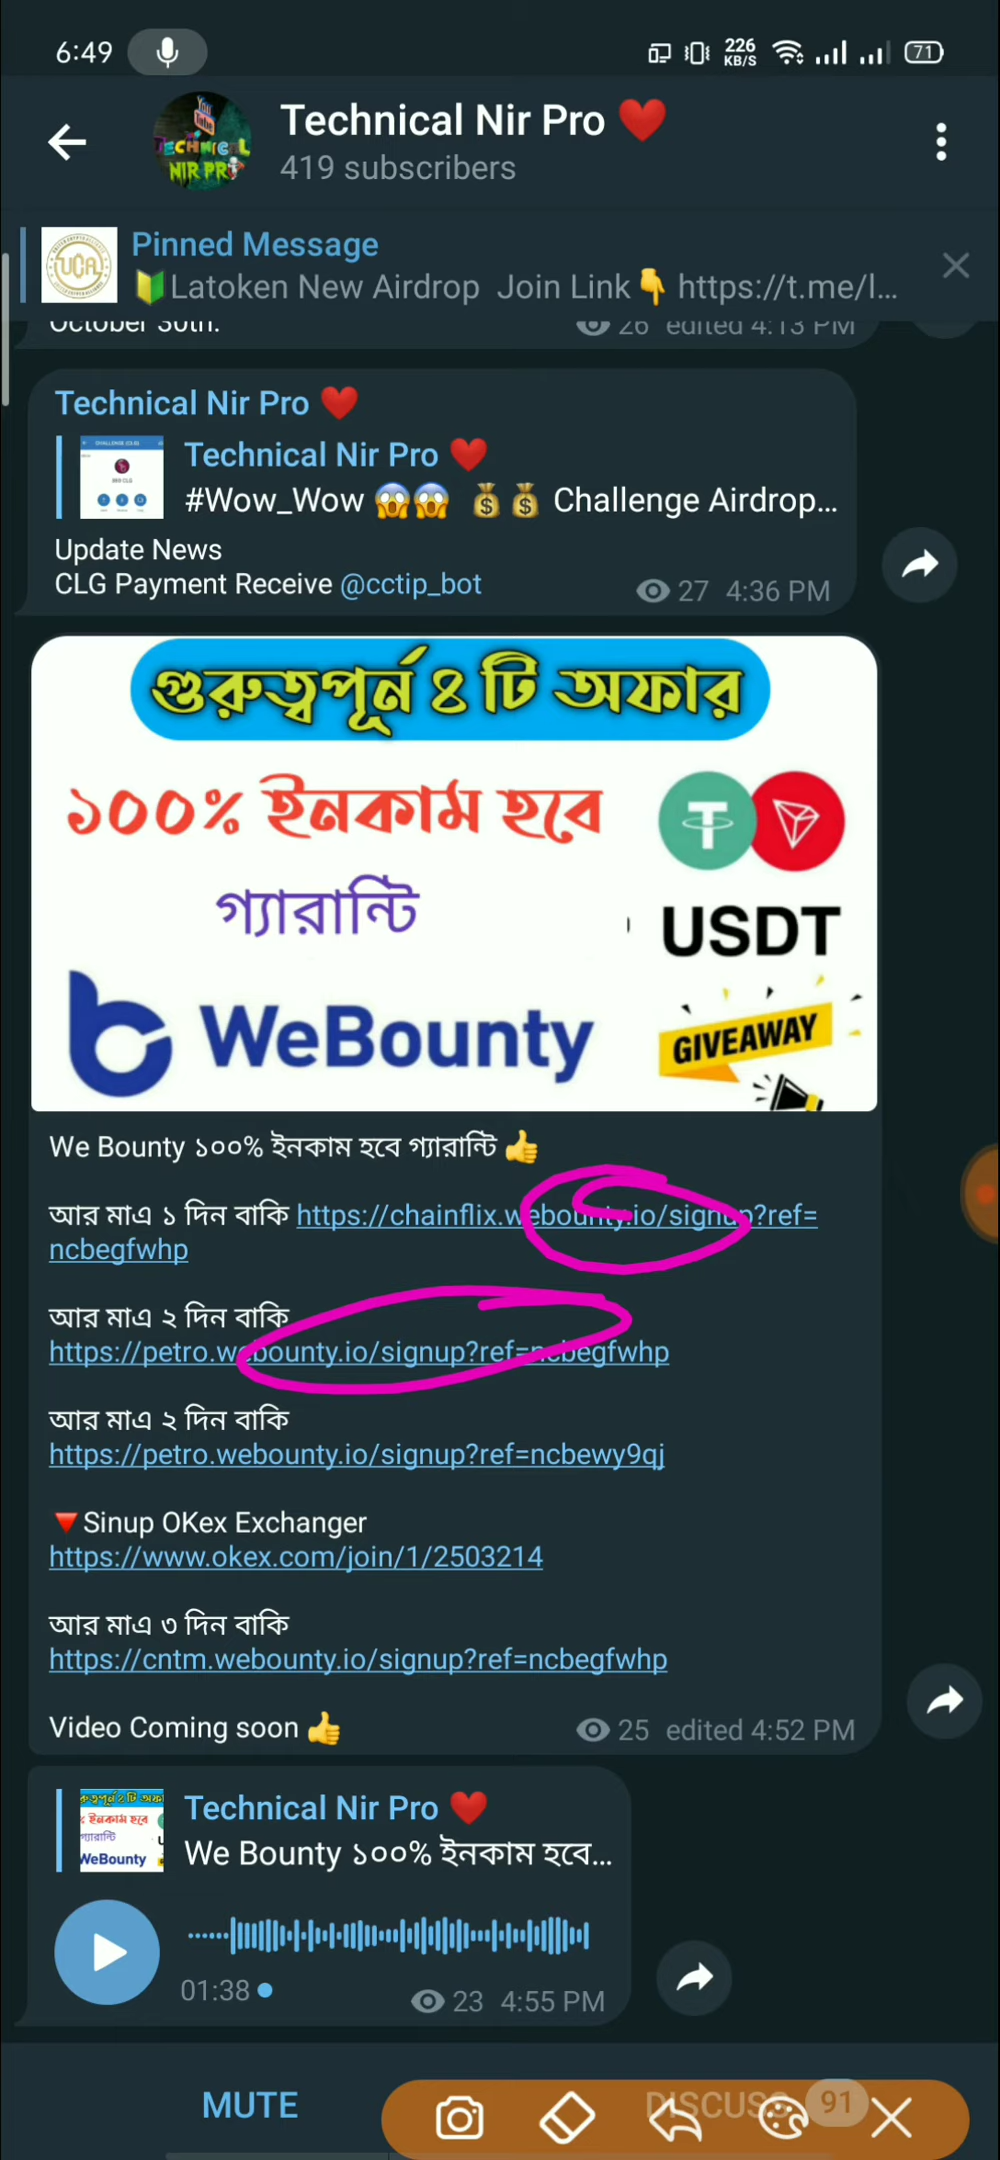 6:49
226
KB/S
71
Technical Nir Pro ❤️
419 subscribers
Pinned Message
🔰Latoken New Airdrop Join Link👇 https://t.me/l...
October 30th.
26 edited 4:13 PM
Technical Nir Pro ❤️
Technical Nir Pro ❤️
#Wow_Wow 😱😱 💰💰 Challenge Airdrop...
Update News
CLG Payment Receive @cctip_bot
27 4:36 PM
গুরুত্বপূর্ন ৪ টি অফার
১০০% ইনকাম হবে
গ্যারান্টি
USDT
WeBounty
GIVEAWAY
We Bounty ১০০% ইনকাম হবে গ্যারান্টি 👍
আর মাএ ১ দিন বাকি https://chainflix.webounty.io/signup?ref=
ncbegfwhp
আর মাএ ২ দিন বাকি
https://petro.webounty.io/signup?ref=ncbegfwhp
আর মাএ ২ দিন বাকি
https://petro.webounty.io/signup?ref=ncbewy9qj
🔻Sinup OKex Exchanger
https://www.okex.com/join/1/2503214
আর মাএ ৩ দিন বাকি
https://cntm.webounty.io/signup?ref=ncbegfwhp
Video Coming soon 👍
25 edited 4:52 PM
Technical Nir Pro ❤️
We Bounty ১০০% ইনকাম হবে...
01:38
23 4:55 PM
MUTE
DISCUSS
91